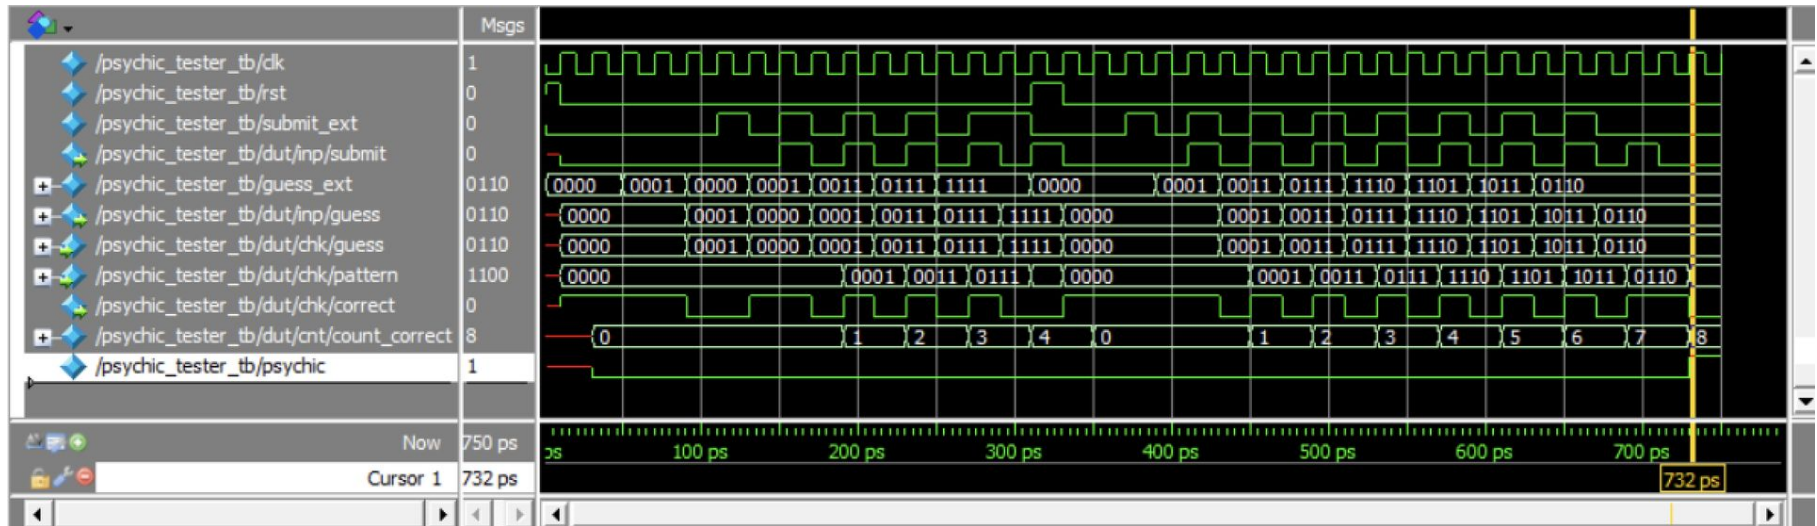 Msgs
/psychic_tester_tb/clk 1
/psychic_tester_tb/rst 0
/psychic_tester_tb/submit_ext 0
/psychic_tester_tb/dut/inp/submit 0
/psychic_tester_tb/guess_ext 0110 0000 0001 0000 0001 0011 0111 1111 0000 0001 0011 0111 1110 1101 1011 0110
/psychic_tester_tb/dut/inp/guess 0110 0000 0001 0000 0001 0011 0111 1111 0000 0001 0011 0111 1110 1101 1011 0110
/psychic_tester_tb/dut/chk/guess 0110 0000 0001 0000 0001 0011 0111 1111 0000 0001 0011 0111 1110 1101 1011 0110
/psychic_tester_tb/dut/chk/pattern 1100 0000 0001 0011 0111 0000 0001 0011 0111 1110 1101 1011 0110
/psychic_tester_tb/dut/chk/correct 0
/psychic_tester_tb/dut/cnt/count_correct 8 0 1 2 3 4 0 1 2 3 4 5 6 7 8
/psychic_tester_tb/psychic 1
Now 750 ps ps 100 ps 200 ps 300 ps 400 ps 500 ps 600 ps 700 ps
Cursor 1 732 ps 732 ps